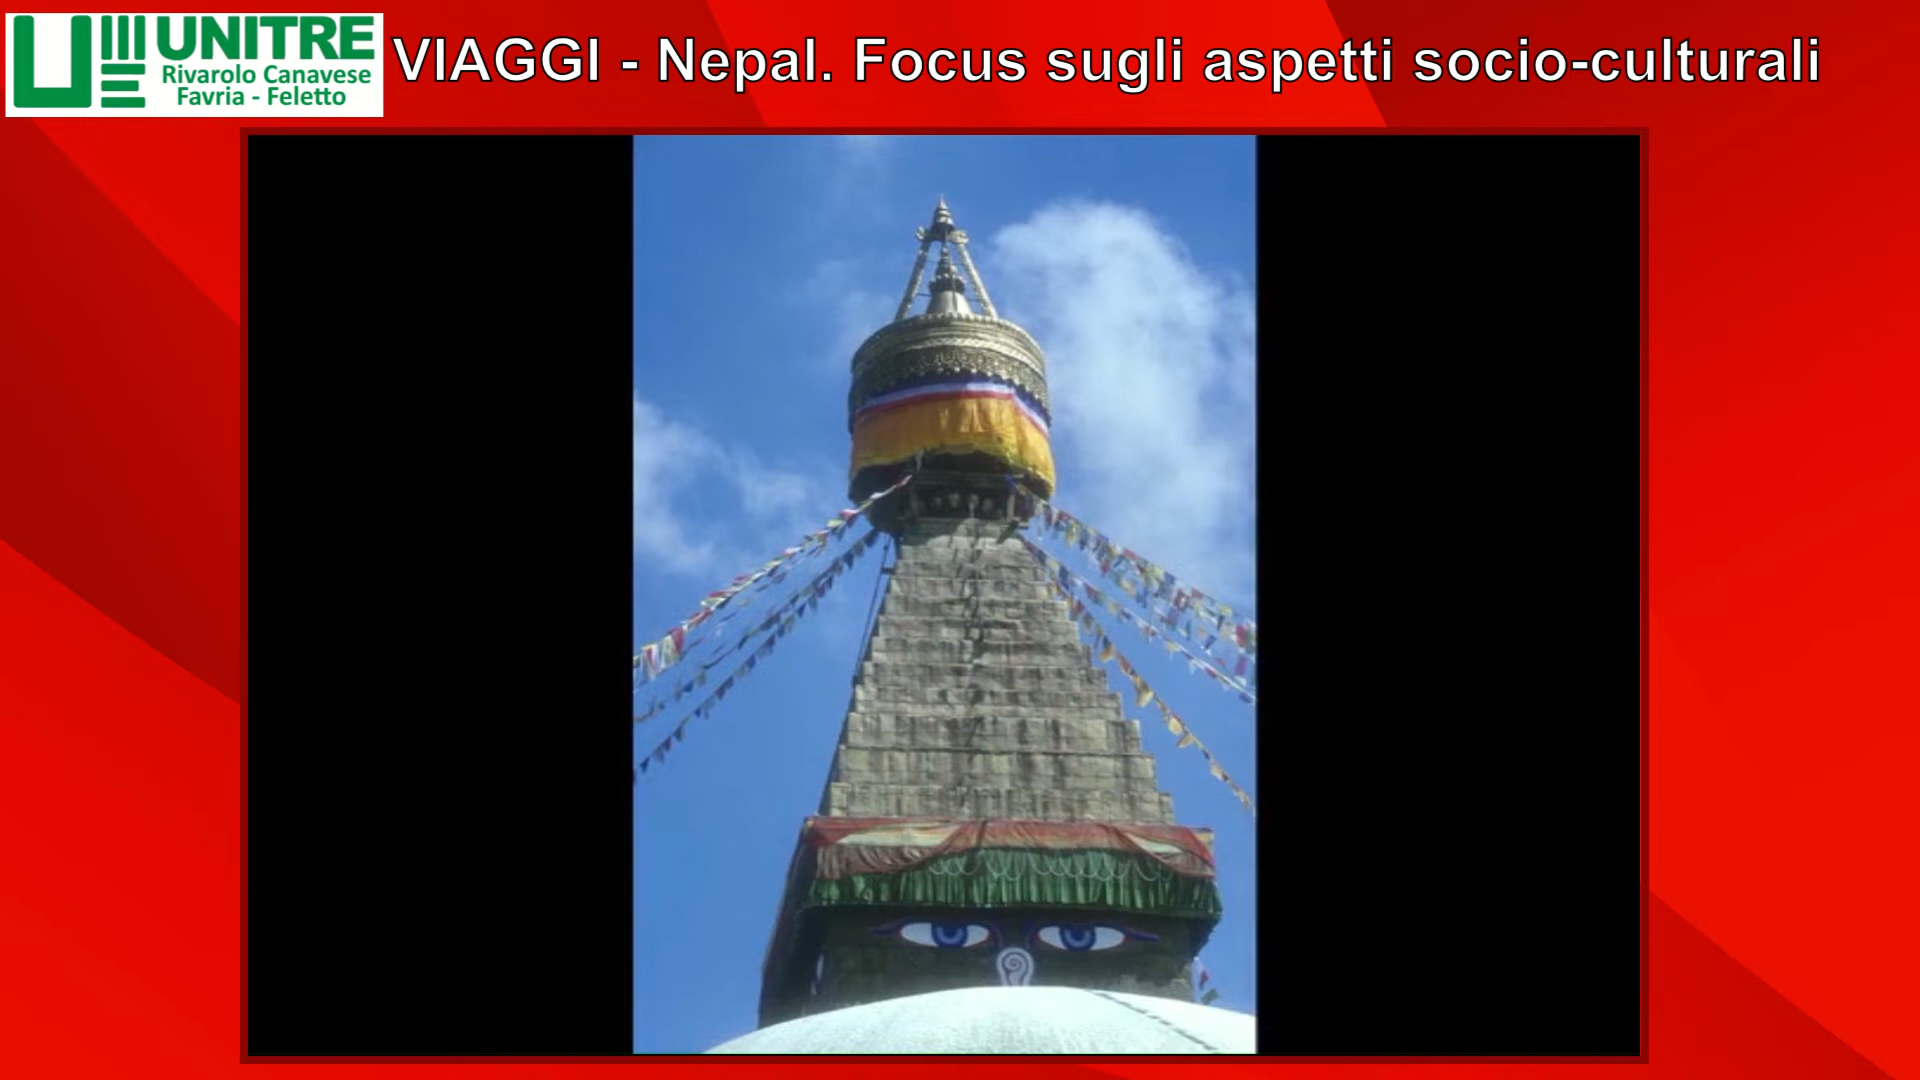 UNITRE
Rivarolo Canavese
Favria - Feletto
VIAGGI - Nepal. Focus sugli aspetti socio-culturali